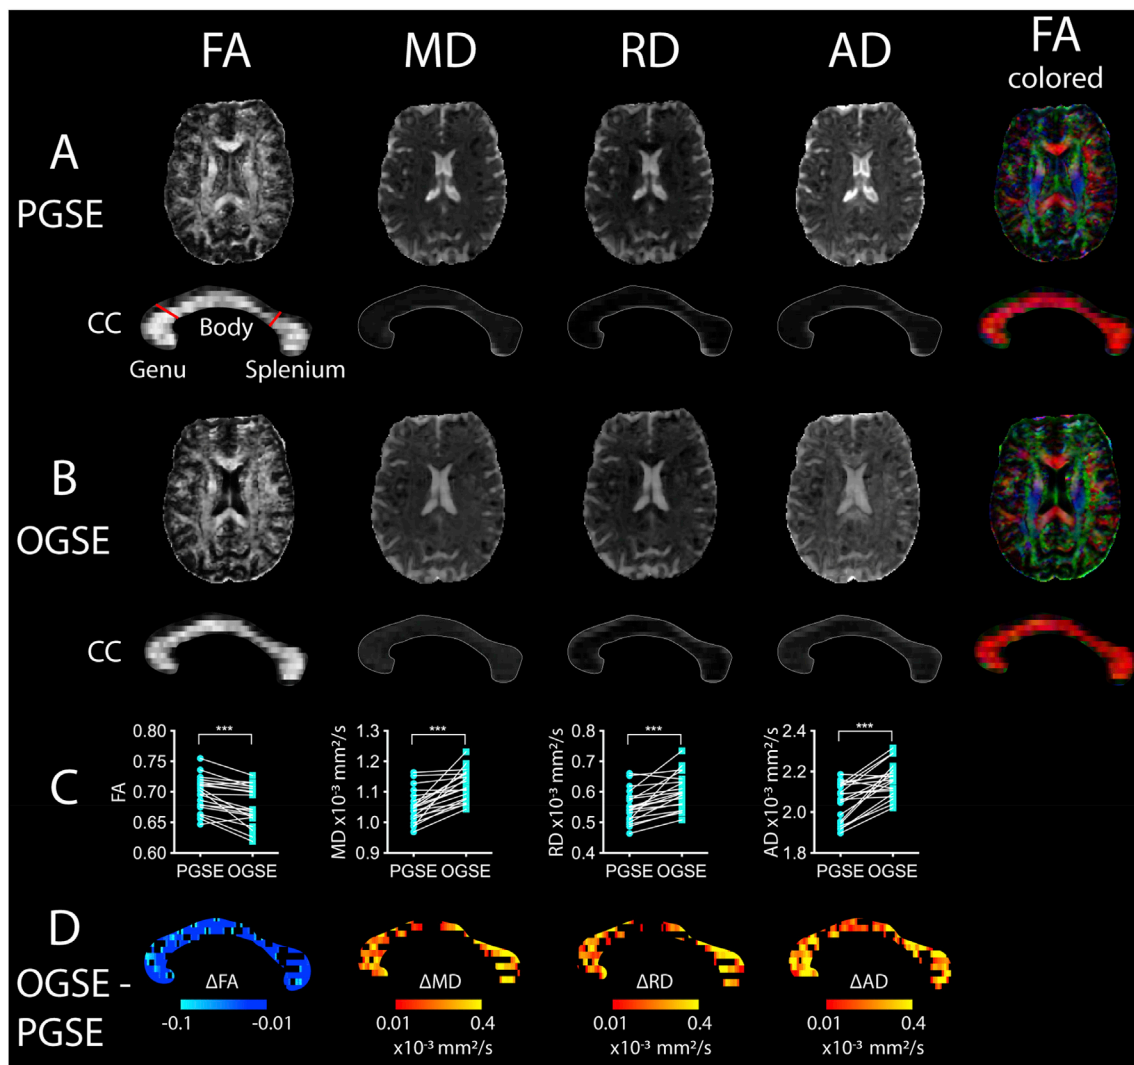 FA
MD
RD
AD
FA
colored
A
PGSE
CC
Body
Genu
Splenium
B
OGSE
CC
C
0.80
0.75
0.70
0.65
0.60
FA
***
PGSE OGSE
1.3
1.2
1.1
1.0
0.9
MD x10⁻³ mm²/s
***
PGSE OGSE
0.8
0.7
0.6
0.5
0.4
RD x10⁻³ mm²/s
***
PGSE OGSE
2.4
2.2
2.0
1.8
AD x10⁻³ mm²/s
***
PGSE OGSE
D
OGSE -
PGSE
ΔFA
-0.1 -0.01
ΔMD
0.01 0.4
x10⁻³ mm²/s
ΔRD
0.01 0.4
x10⁻³ mm²/s
ΔAD
0.01 0.4
x10⁻³ mm²/s